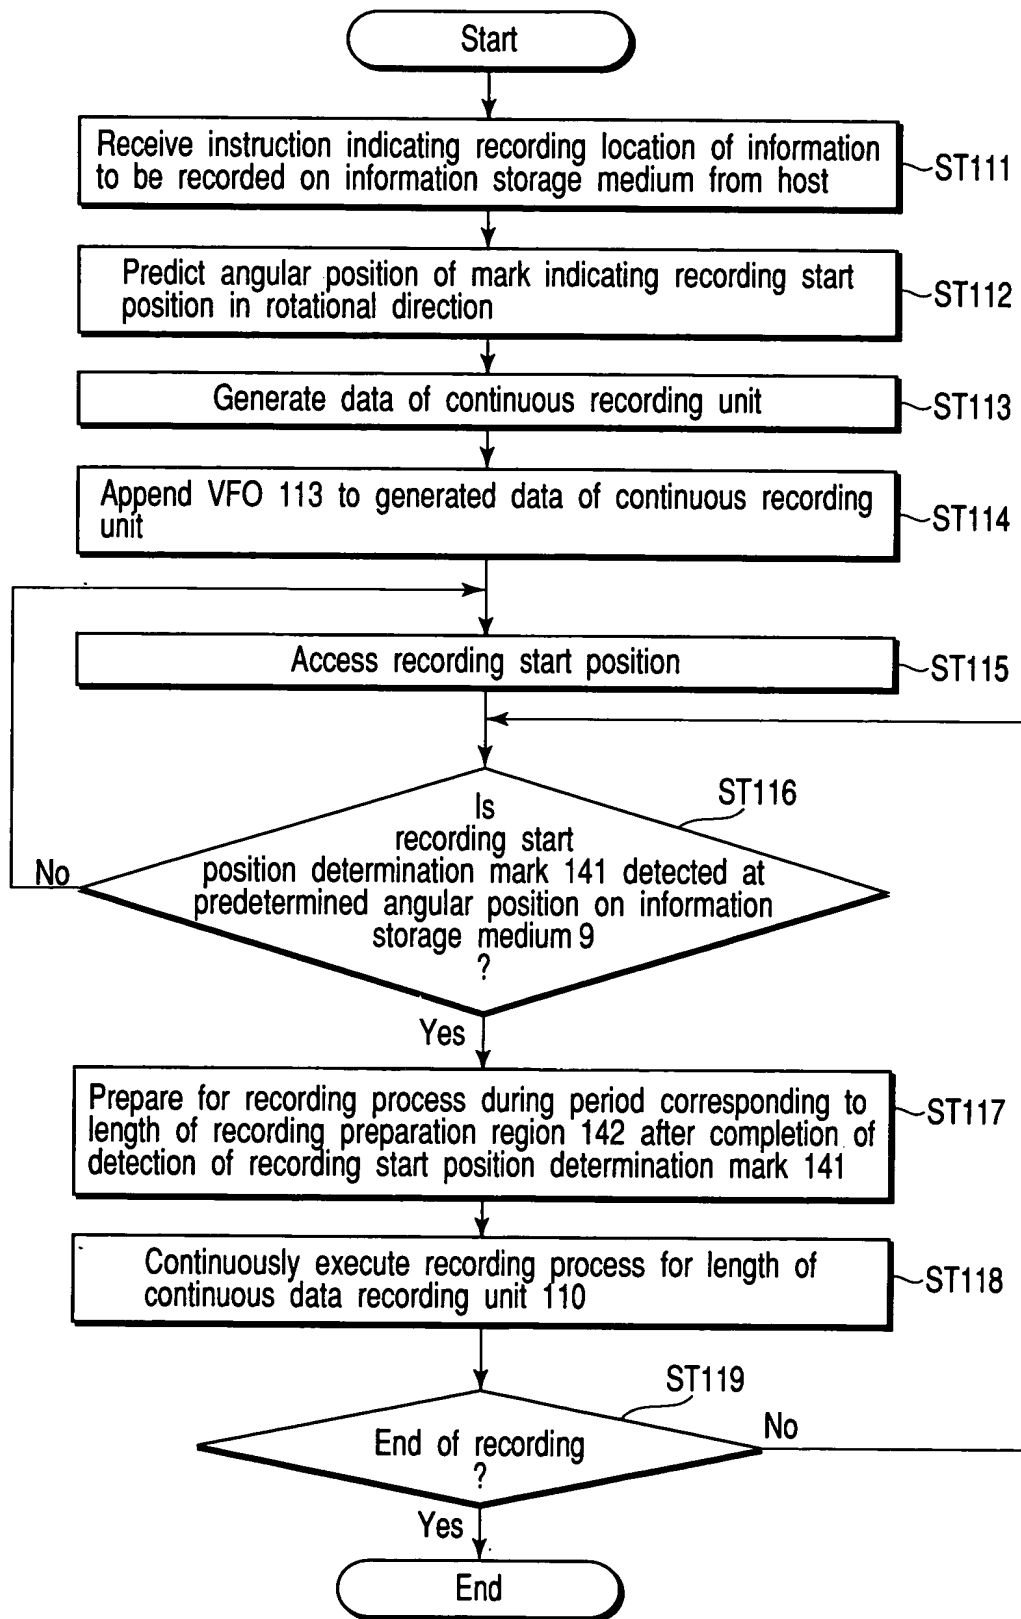 Start
Receive instruction indicating recording location of information
to be recorded on information storage medium from host
ST111
Predict angular position of mark indicating recording start
position in rotational direction
ST112
Generate data of continuous recording unit
ST113
Append VFO 113 to generated data of continuous recording
unit
ST114
Access recording start position
ST115
ST116
Is
recording start
position determination mark 141 detected at
predetermined angular position on information
storage medium 9
?
No
Yes
Prepare for recording process during period corresponding to
length of recording preparation region 142 after completion of
detection of recording start position determination mark 141
ST117
Continuously execute recording process for length of
continuous data recording unit 110
ST118
ST119
End of recording
?
No
Yes
End